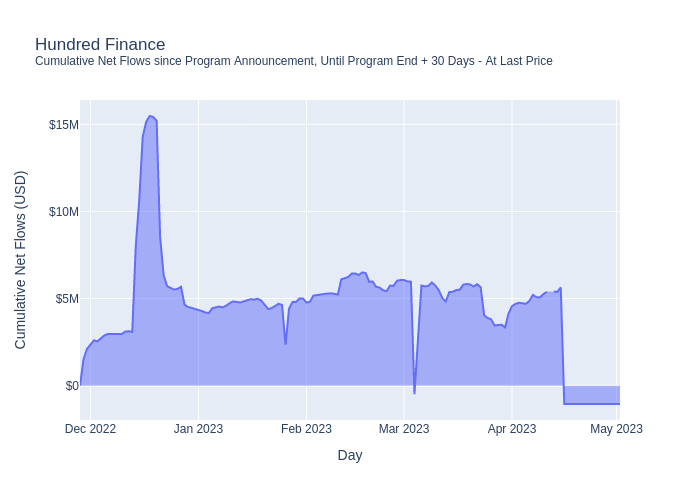 Hundred Finance
Cumulative Net Flows since Program Announcement, Until Program End + 30 Days - At Last Price
Cumulative Net Flows (USD)
$15M
$10M
$5M
$0
Dec 2022
Jan 2023
Feb 2023
Mar 2023
Apr 2023
May 2023
Day